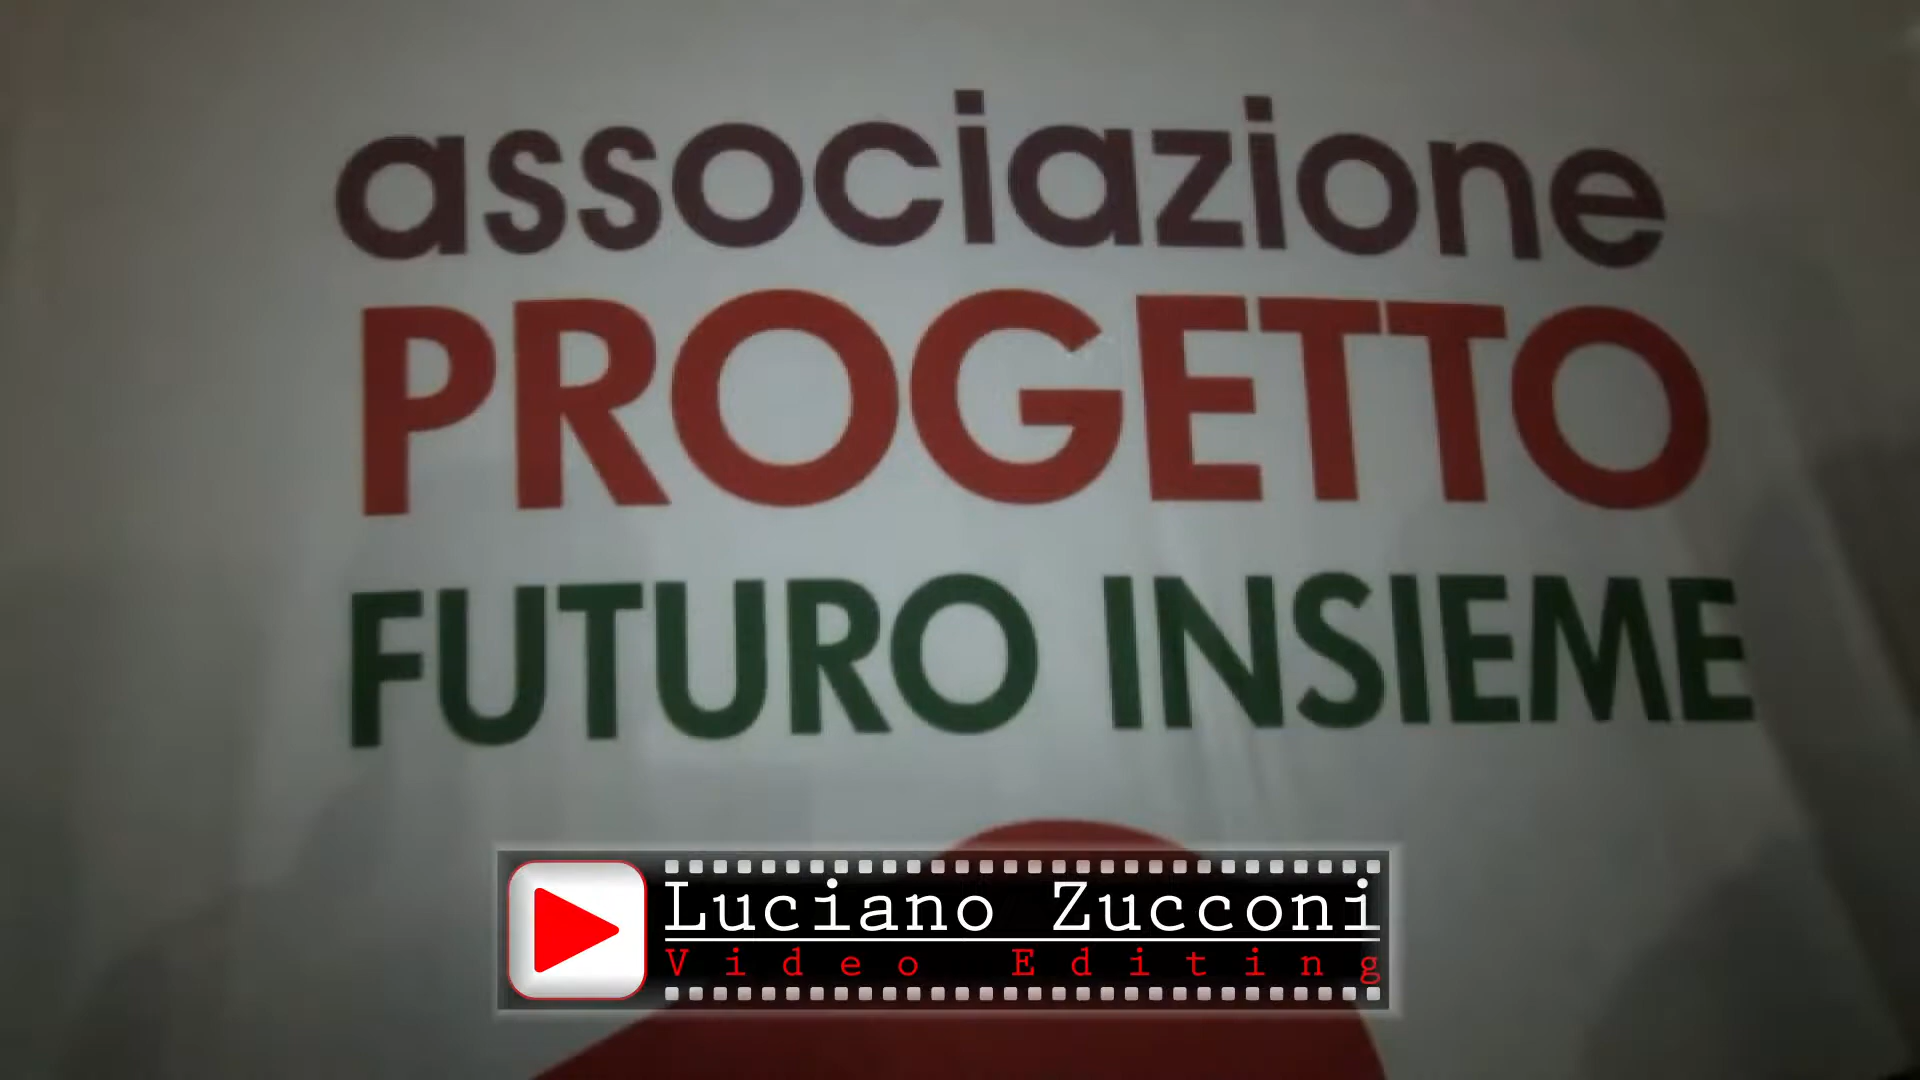 associazione
PROGETTO
FUTURO INSIEME
Luciano Zucconi
Video Editing